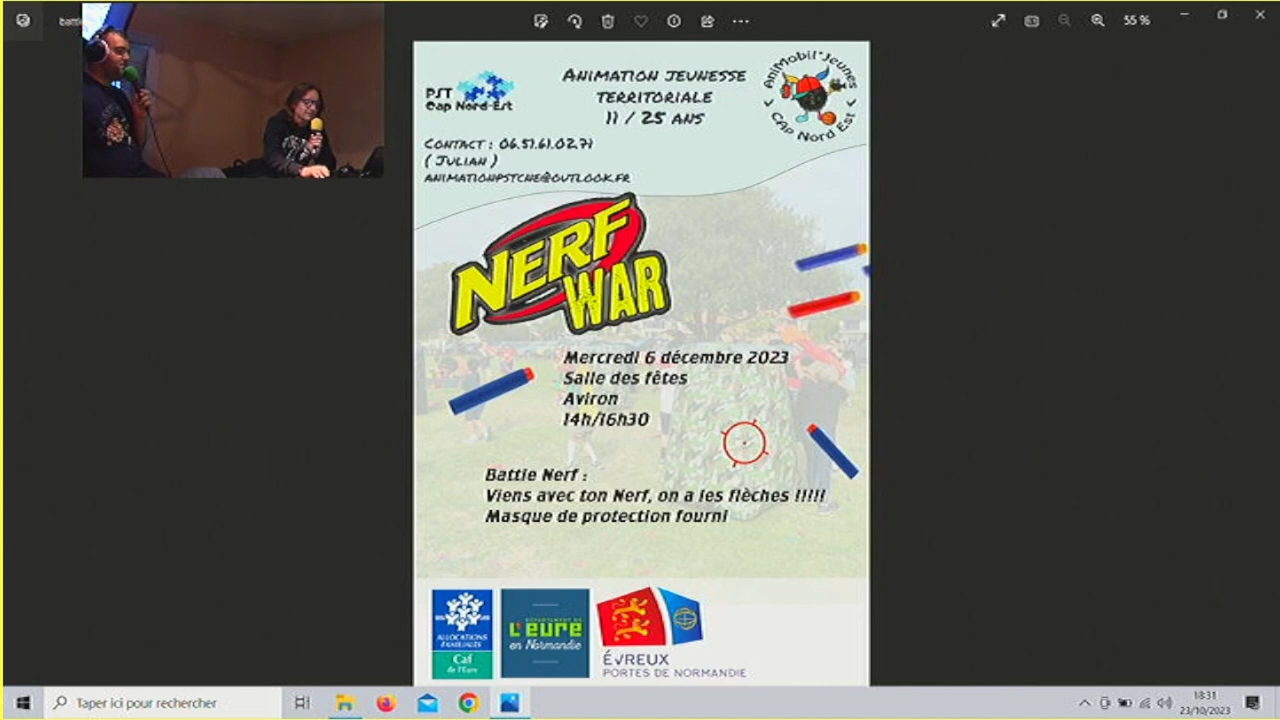 battl
55 %
PST
Cap Nord-Est
Animation jeunesse
territoriale
11 / 25 ans
AniMobil'Jeunes
CAp Nord Est
Contact : 06.51.61.02.71
( Julian )
animationpstcne@outlook.fr
NERF
WAR
Mercredi 6 décembre 2023
Salle des fêtes
Aviron
14h/16h30
Battle Nerf :
Viens avec ton Nerf, on a les flèches !!!!!
Masque de protection fourni
ALLOCATIONS
FAMILIALES
Caf
de l'Eure
DÉPARTEMENT DE
L'EURE
en Normandie
ÉVREUX
PORTES DE NORMANDIE
Taper ici pour rechercher
18:31
23/10/2023